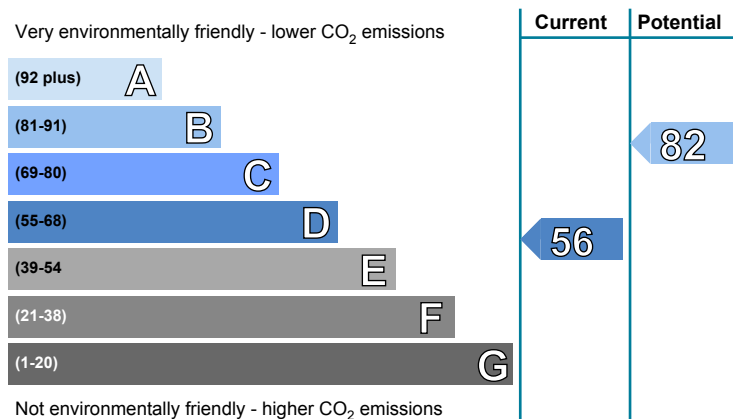 Very environmentally friendly - lower CO2 emissions
Current
Potential
(92 plus) A
(81-91) B
(69-80) C
(55-68) D
(39-54 E
(21-38) F
(1-20) G
82
56
Not environmentally friendly - higher CO2 emissions